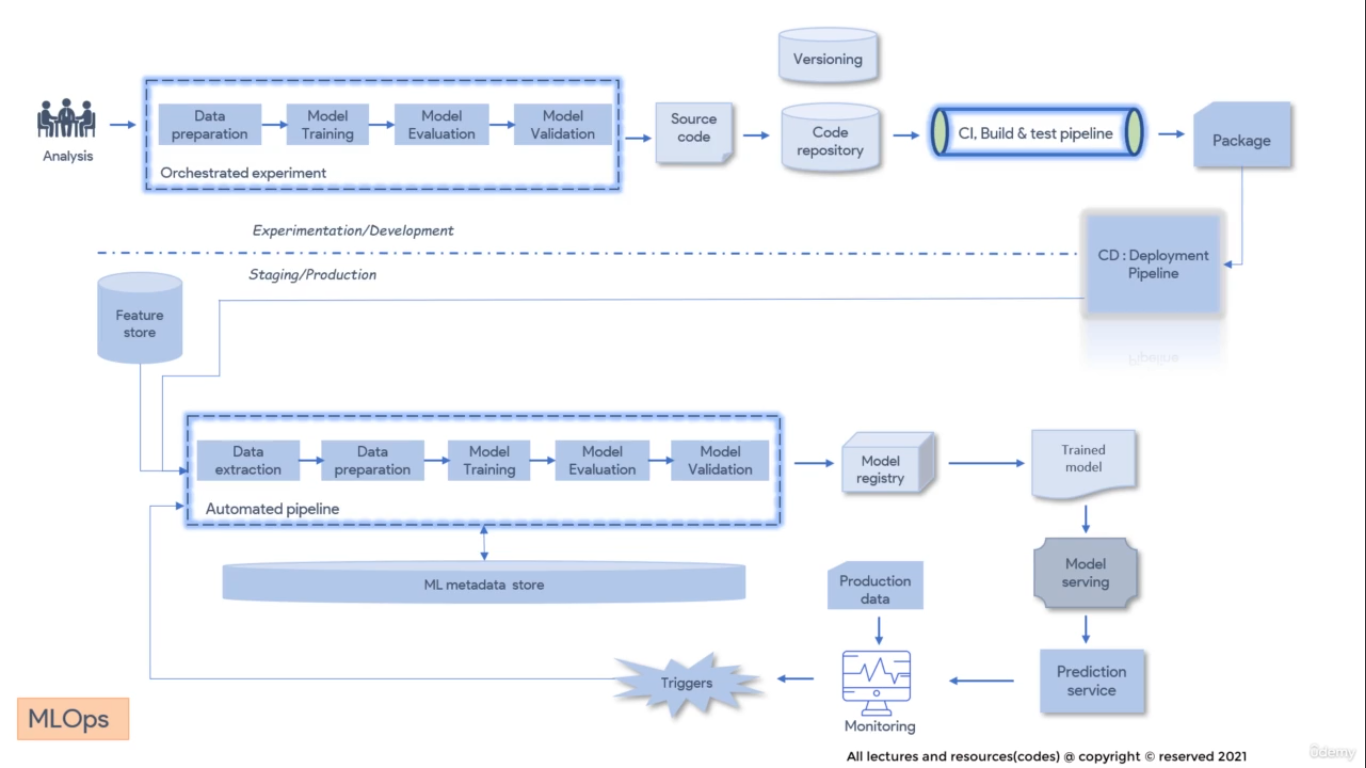 Versioning
Analysis
Data
preparation
Model
Training
Model
Evaluation
Model
Validation
Orchestrated experiment
Source
code
Code
repository
CI, Build & test pipeline
Package
Experimentation/Development
Staging/Production
CD : Deployment
Pipeline
Pipeline
Feature
store
Data
extraction
Data
preparation
Model
Training
Model
Evaluation
Model
Validation
Automated pipeline
Model
registry
Trained
model
ML metadata store
Production
data
Model
serving
Triggers
Monitoring
Prediction
service
MLOps
All lectures and resources(codes) @ copyright © reserved 2021
ûdemy